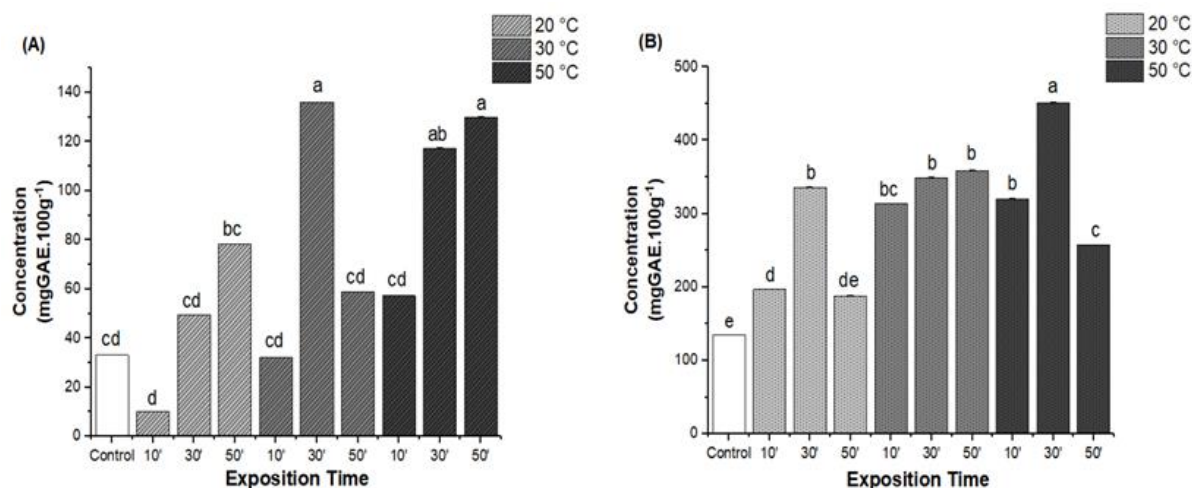 (A)
20 °C
30 °C
50 °C
Concentration
(mgGAE.100g-1)
140
120
100
80
60
40
20
0
cd
d
cd
bc
cd
a
cd
cd
ab
a
Control 10' 30' 50' 10' 30' 50' 10' 30' 50'
Exposition Time
(B)
20 °C
30 °C
50 °C
Concentration
(mgGAE.100g-1)
500
400
300
200
100
0
e
d
b
de
bc
b
b
b
a
c
Control 10' 30' 50' 10' 30' 50' 10' 30' 50'
Exposition Time